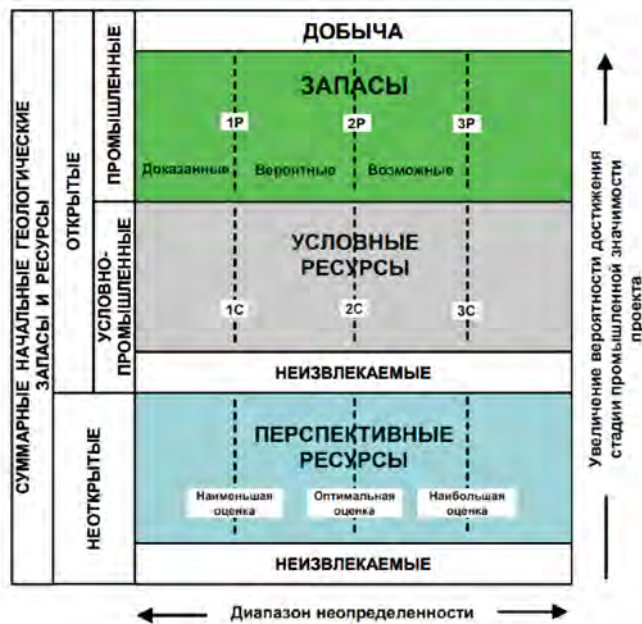 СУММАРНЫЕ НАЧАЛЬНЫЕ ГЕОЛОГИЧЕСКИЕ
ЗАПАСЫ И РЕСУРСЫ
ОТКРЫТЫЕ
ПРОМЫШЛЕННЫЕ
ДОБЫЧА
ЗАПАСЫ
1P 2P 3P
Доказанные Вероятные Возможные
УСЛОВНО-
ПРОМЫШЛЕННЫЕ
УСЛОВНЫЕ
РЕСУРСЫ
1C 2C 3C
НЕИЗВЛЕКАЕМЫЕ
НЕОТКРЫТЫЕ
ПЕРСПЕКТИВНЫЕ
РЕСУРСЫ
Наименьшая Оптимальная Наибольшая
оценка оценка оценка
НЕИЗВЛЕКАЕМЫЕ
Увеличение вероятности достижения
стадии промышленной значимости
проекта
Диапазон неопределенности